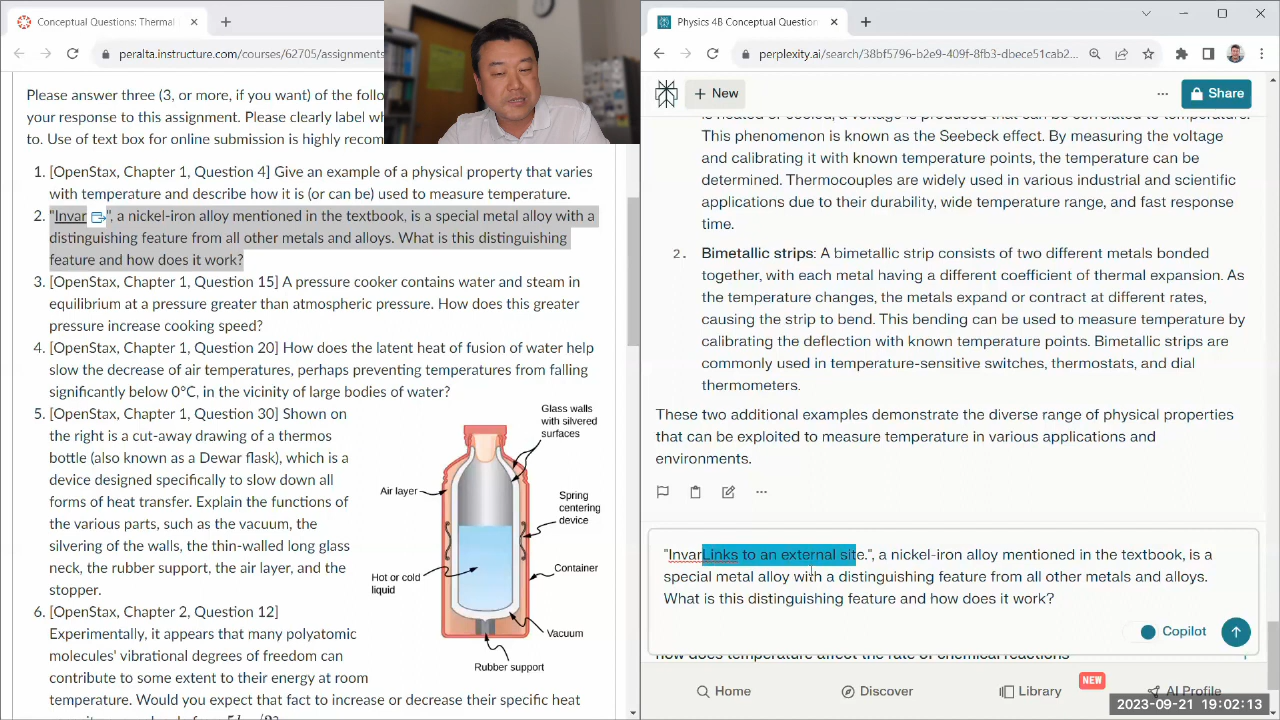 Conceptual Questions: Thermal
peralta.instructure.com/courses/62705/assignments
Please answer three (3, or more, if you want) of the follo
your response to this assignment. Please clearly label wh
to. Use of text box for online submission is highly recom
1. [OpenStax, Chapter 1, Question 4] Give an example of a physical property that varies
with temperature and describe how it is (or can be) used to measure temperature.
2. "Invar ", a nickel-iron alloy mentioned in the textbook, is a special metal alloy with a
distinguishing feature from all other metals and alloys. What is this distinguishing
feature and how does it work?
3. [OpenStax, Chapter 1, Question 15] A pressure cooker contains water and steam in
equilibrium at a pressure greater than atmospheric pressure. How does this greater
pressure increase cooking speed?
4. [OpenStax, Chapter 1, Question 20] How does the latent heat of fusion of water help
slow the decrease of air temperatures, perhaps preventing temperatures from falling
significantly below 0°C, in the vicinity of large bodies of water?
5. [OpenStax, Chapter 1, Question 30] Shown on
the right is a cut-away drawing of a thermos
bottle (also known as a Dewar flask), which is a
device designed specifically to slow down all
forms of heat transfer. Explain the functions of
the various parts, such as the vacuum, the
silvering of the walls, the thin-walled long glass
neck, the rubber support, the air layer, and the
stopper.
Glass walls
with silvered
surfaces
Air layer
Spring
centering
device
Container
Hot or cold
liquid
Vacuum
Rubber support
6. [OpenStax, Chapter 2, Question 12]
Experimentally, it appears that many polyatomic
molecules' vibrational degrees of freedom can
contribute to some extent to their energy at room
temperature. Would you expect that fact to increase or decrease their specific heat
Physics 4B Conceptual Question
perplexity.ai/search/38bf5796-b2e9-409f-8fb3-dbece51cab2...
New
Share
is heated or cooled, a voltage is produced that can be correlated to temperature.
This phenomenon is known as the Seebeck effect. By measuring the voltage
and calibrating it with known temperature points, the temperature can be
determined. Thermocouples are widely used in various industrial and scientific
applications due to their durability, wide temperature range, and fast response
time.
2. Bimetallic strips: A bimetallic strip consists of two different metals bonded
together, with each metal having a different coefficient of thermal expansion. As
the temperature changes, the metals expand or contract at different rates,
causing the strip to bend. This bending can be used to measure temperature by
calibrating the deflection with known temperature points. Bimetallic strips are
commonly used in temperature-sensitive switches, thermostats, and dial
thermometers.
These two additional examples demonstrate the diverse range of physical properties
that can be exploited to measure temperature in various applications and
environments.
"InvarLinks to an external site.", a nickel-iron alloy mentioned in the textbook, is a
special metal alloy with a distinguishing feature from all other metals and alloys.
What is this distinguishing feature and how does it work?
Copilot
how does temperature affect the rate of chemical reactions
Home
Discover
Library
NEW
AI Profile
2023-09-21 19:02:13